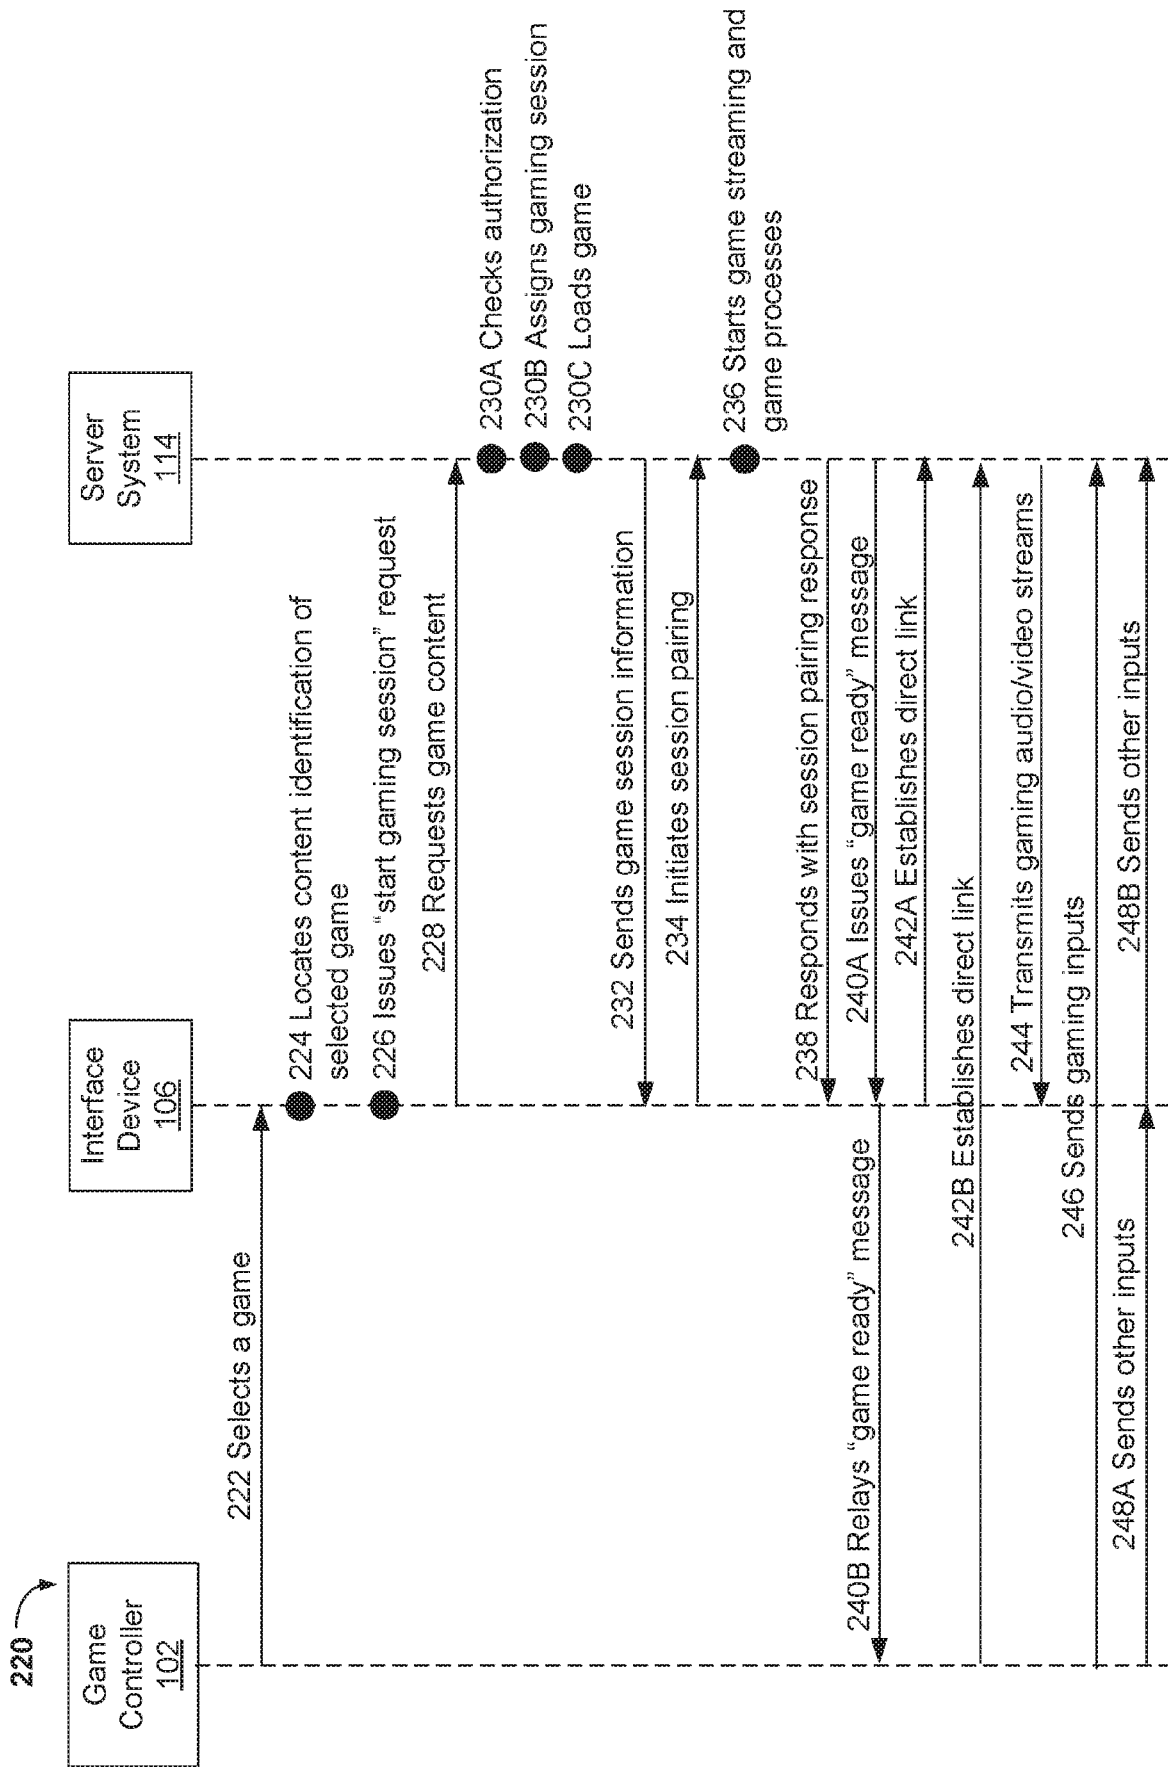 220
Game
Controller
102
Interface
Device
106
Server
System
114
222 Selects a game
224 Locates content identification of
selected game
226 Issues “start gaming session” request
228 Requests game content
230A Checks authorization
230B Assigns gaming session
230C Loads game
232 Sends game session information
234 Initiates session pairing
236 Starts game streaming and
game processes
238 Responds with session pairing response
240A Issues “game ready” message
240B Relays “game ready” message
242A Establishes direct link
242B Establishes direct link
244 Transmits gaming audio/video streams
246 Sends gaming inputs
248A Sends other inputs
248B Sends other inputs